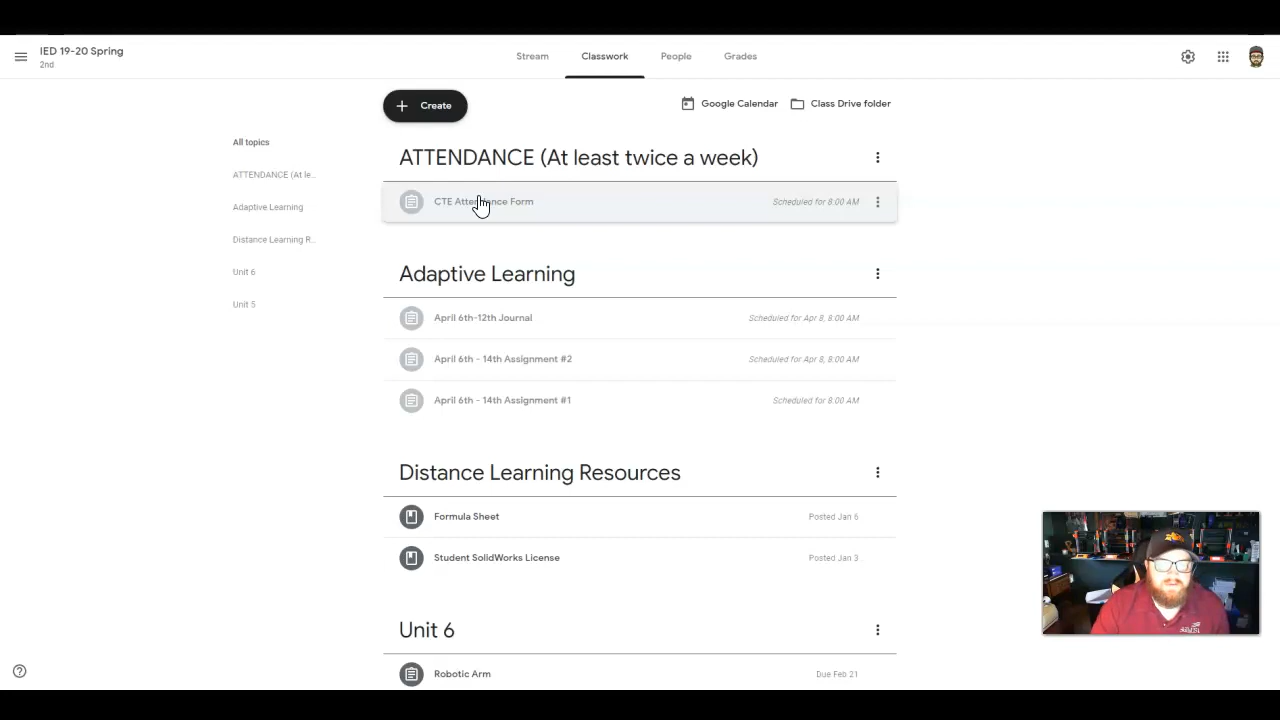 IED 19-20 Spring
2nd
Stream
Classwork
People
Grades
Create
Google Calendar
Class Drive folder
All topics
ATTENDANCE (At le...
Adaptive Learning
Distance Learning R...
Unit 6
Unit 5
ATTENDANCE (At least twice a week)
CTE Attendance Form
Scheduled for 8:00 AM
Adaptive Learning
April 6th-12th Journal
Scheduled for Apr 8, 8:00 AM
April 6th - 14th Assignment #2
Scheduled for Apr 8, 8:00 AM
April 6th - 14th Assignment #1
Scheduled for 8:00 AM
Distance Learning Resources
Formula Sheet
Posted Jan 6
Student SolidWorks License
Posted Jan 3
Unit 6
Robotic Arm
Due Feb 21